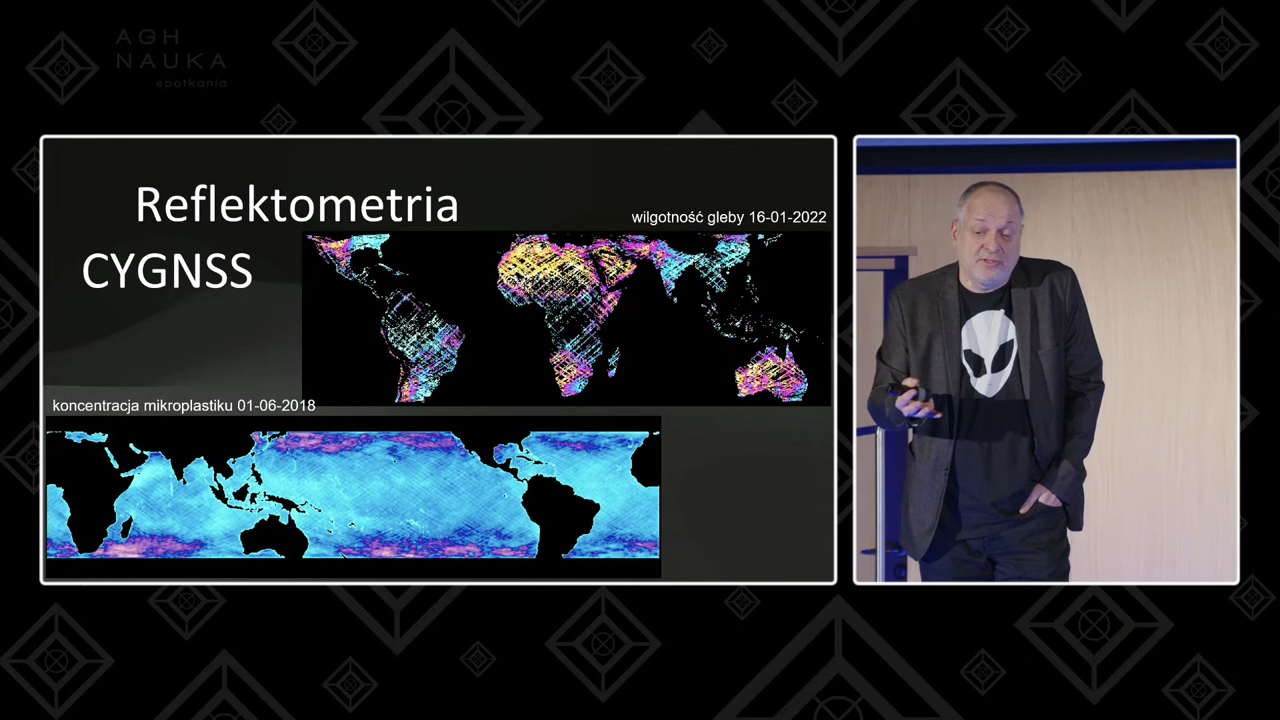 AGH
NAUKA
spotkania
Reflektometria
CYGNSS
wilgotność gleby 16-01-2022
koncentracja mikroplastiku 01-06-2018